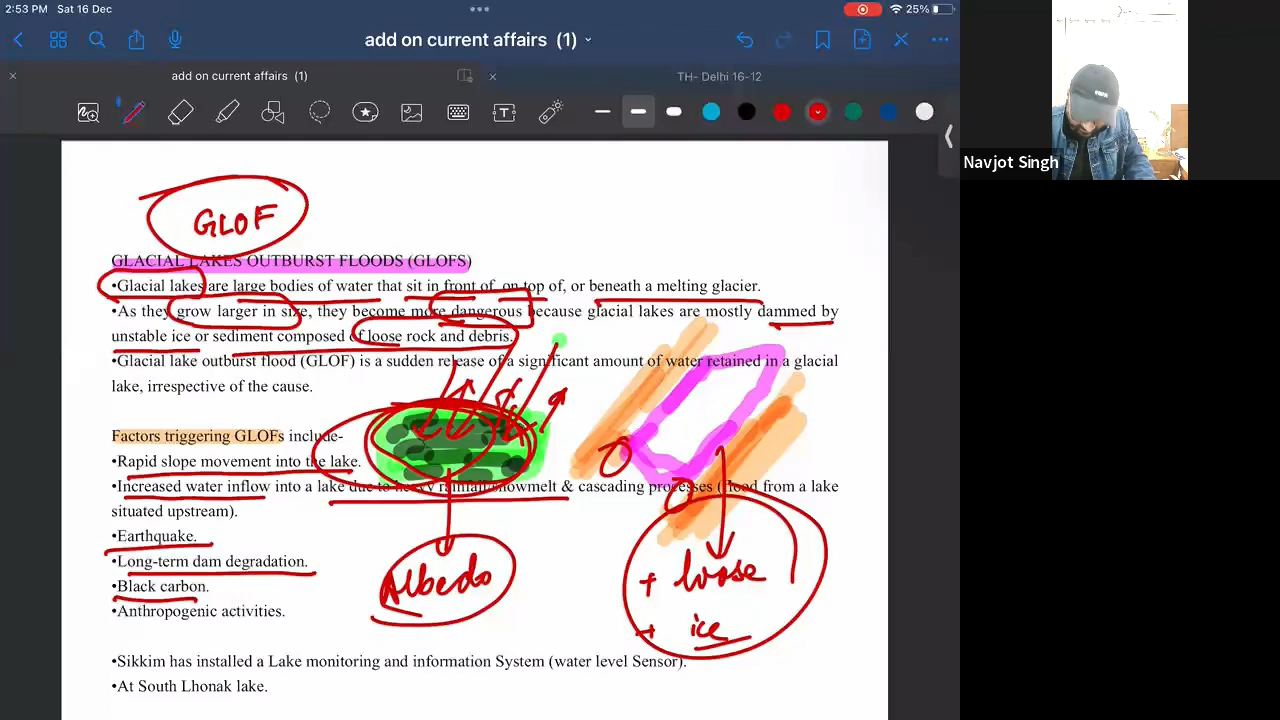 2:53 PM Sat 16 Dec
25%
add on current affairs (1)
add on current affairs (1)
TH- Delhi 16-12
Navjot Singh
GLOF
GLACIAL LAKES OUTBURST FLOODS (GLOFS)
•Glacial lakes are large bodies of water that sit in front of, on top of, or beneath a melting glacier.
•As they grow larger in size, they become more dangerous because glacial lakes are mostly dammed by
unstable ice or sediment composed of loose rock and debris.
•Glacial lake outburst flood (GLOF) is a sudden release of a significant amount of water retained in a glacial
lake, irrespective of the cause.
Factors triggering GLOFs include-
•Rapid slope movement into the lake.
•Increased water inflow into a lake due to heavy rainfall/snowmelt & cascading processes (flood from a lake
situated upstream).
•Earthquake.
•Long-term dam degradation.
•Black carbon.
•Anthropogenic activities.
Albedo
+ loose
+ ice
•Sikkim has installed a Lake monitoring and information System (water level Sensor).
•At South Lhonak lake.